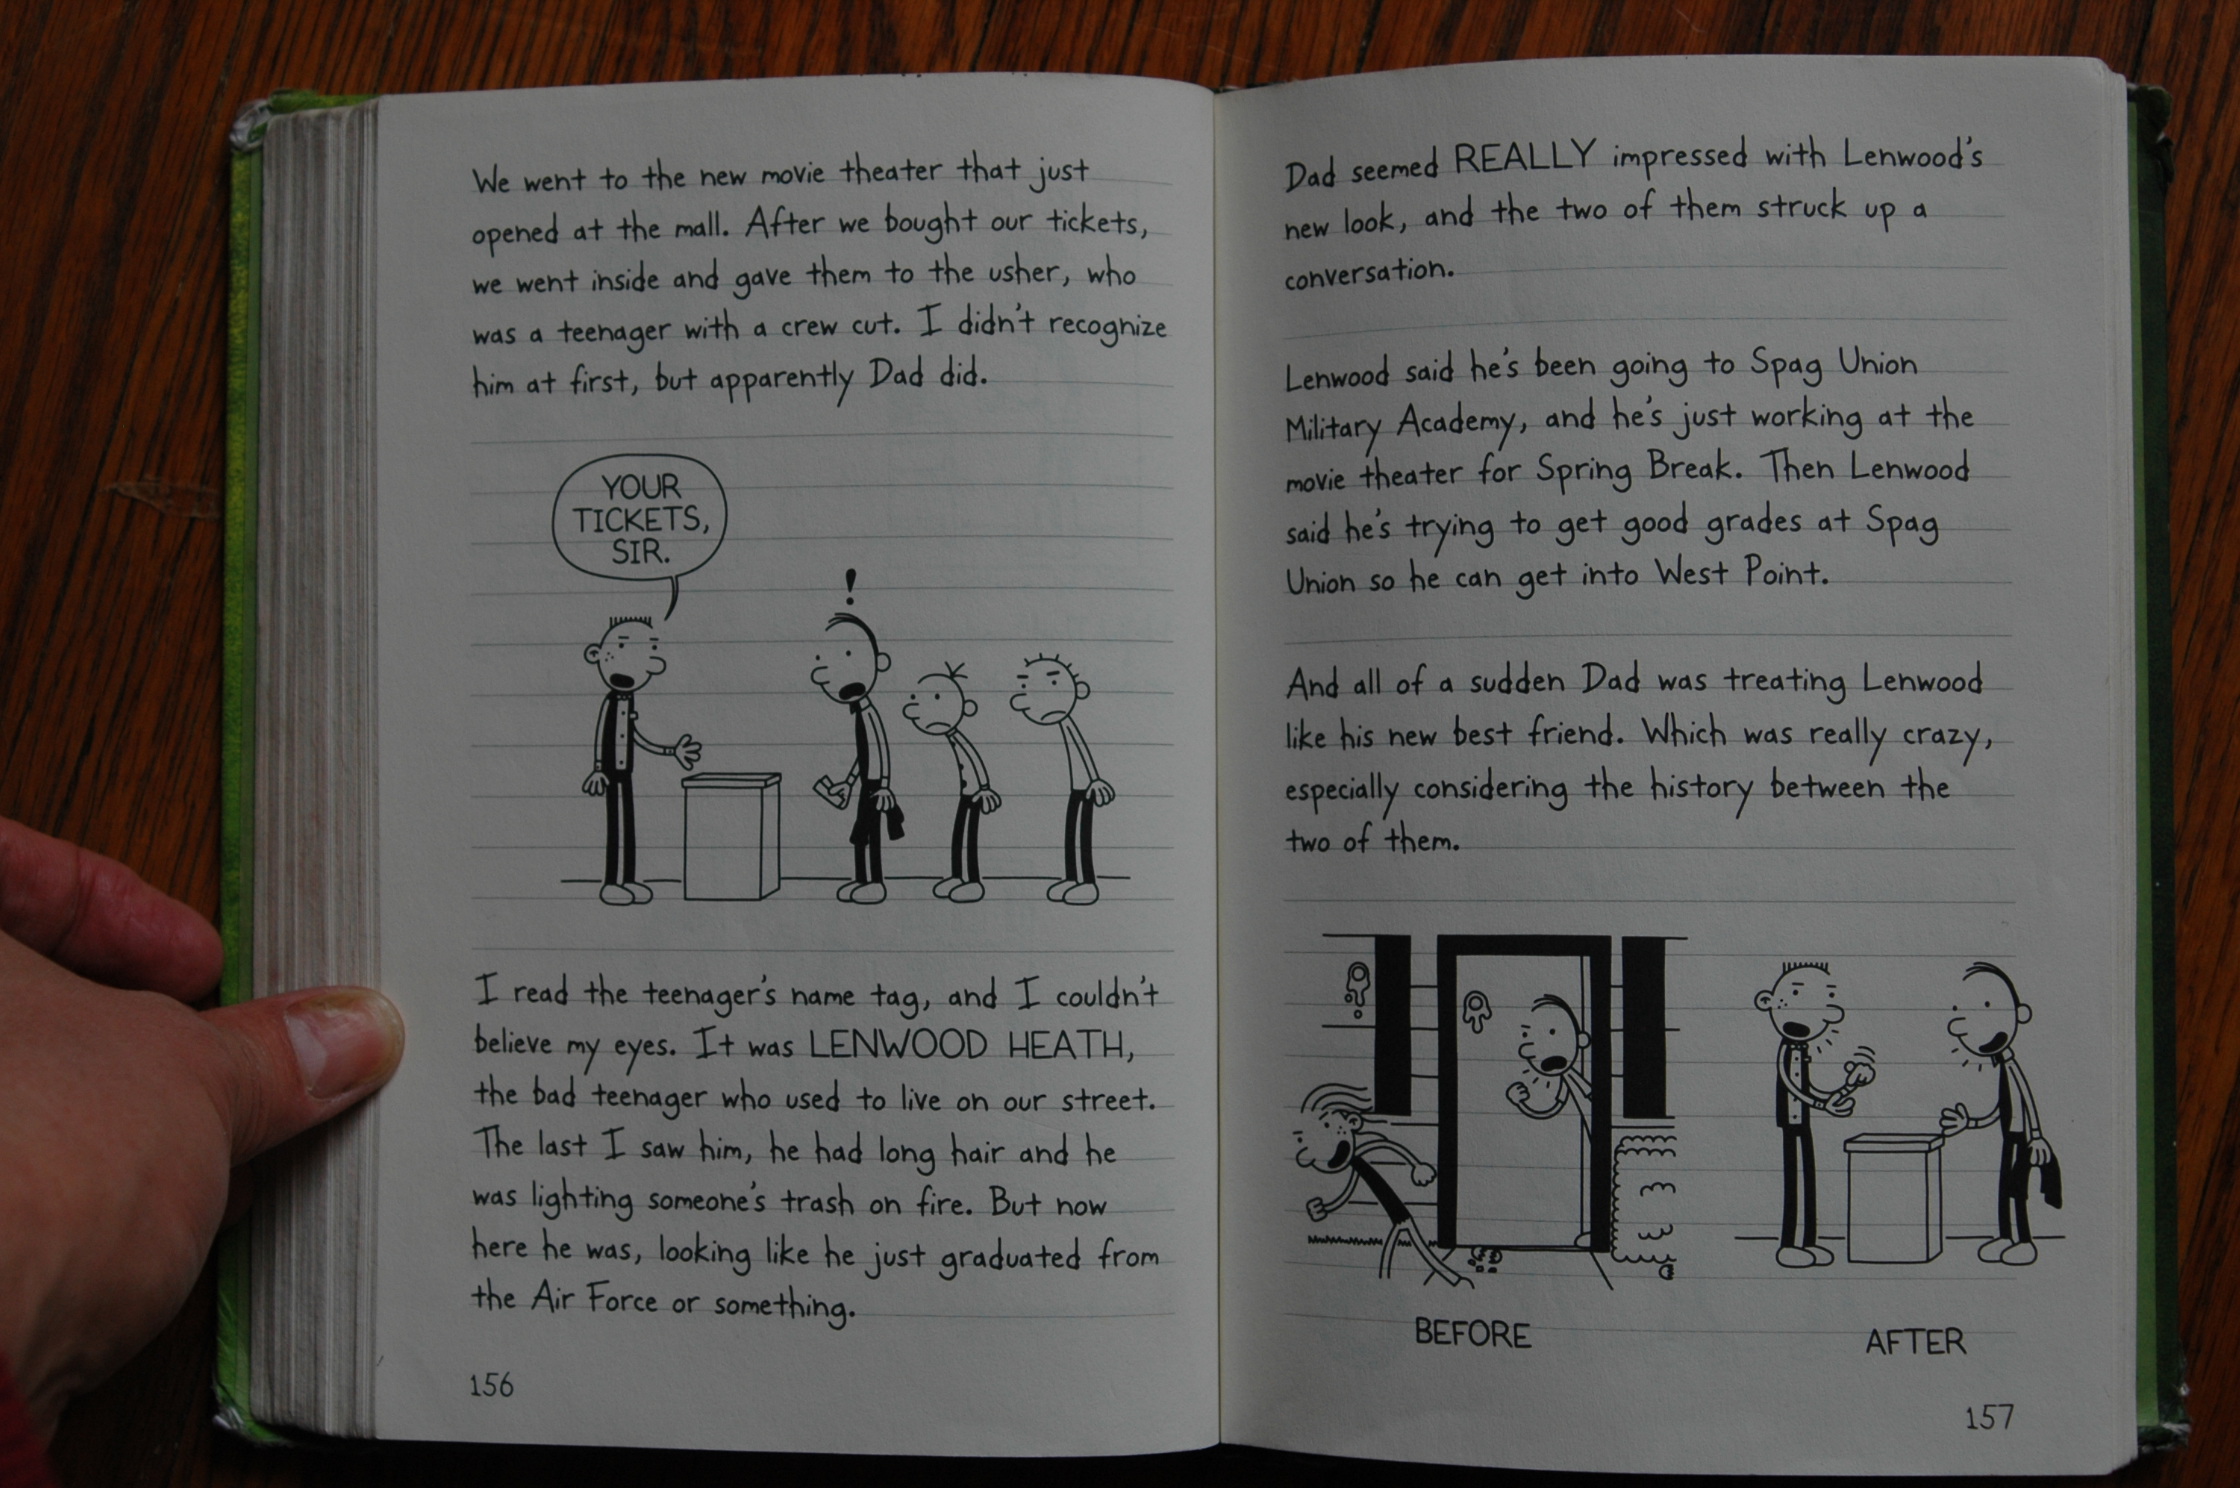 We went to the new movie theater that just
opened at the mall. After we bought our tickets,
we went inside and gave them to the usher, who
was a teenager with a crew cut. I didn't recognize
him at first, but apparently Dad did.
YOUR
TICKETS,
SIR.
!
I read the teenager's name tag, and I couldn't
believe my eyes. It was LENWOOD HEATH,
the bad teenager who used to live on our street.
The last I saw him, he had long hair and he
was lighting someone's trash on fire. But now
here he was, looking like he just graduated from
the Air Force or something.
156
Dad seemed REALLY impressed with Lenwood's
new look, and the two of them struck up a
conversation.
Lenwood said he's been going to Spag Union
Military Academy, and he's just working at the
movie theater for Spring Break. Then Lenwood
said he's trying to get good grades at Spag
Union so he can get into West Point.
And all of a sudden Dad was treating Lenwood
like his new best friend. Which was really crazy,
especially considering the history between the
two of them.
BEFORE
AFTER
157